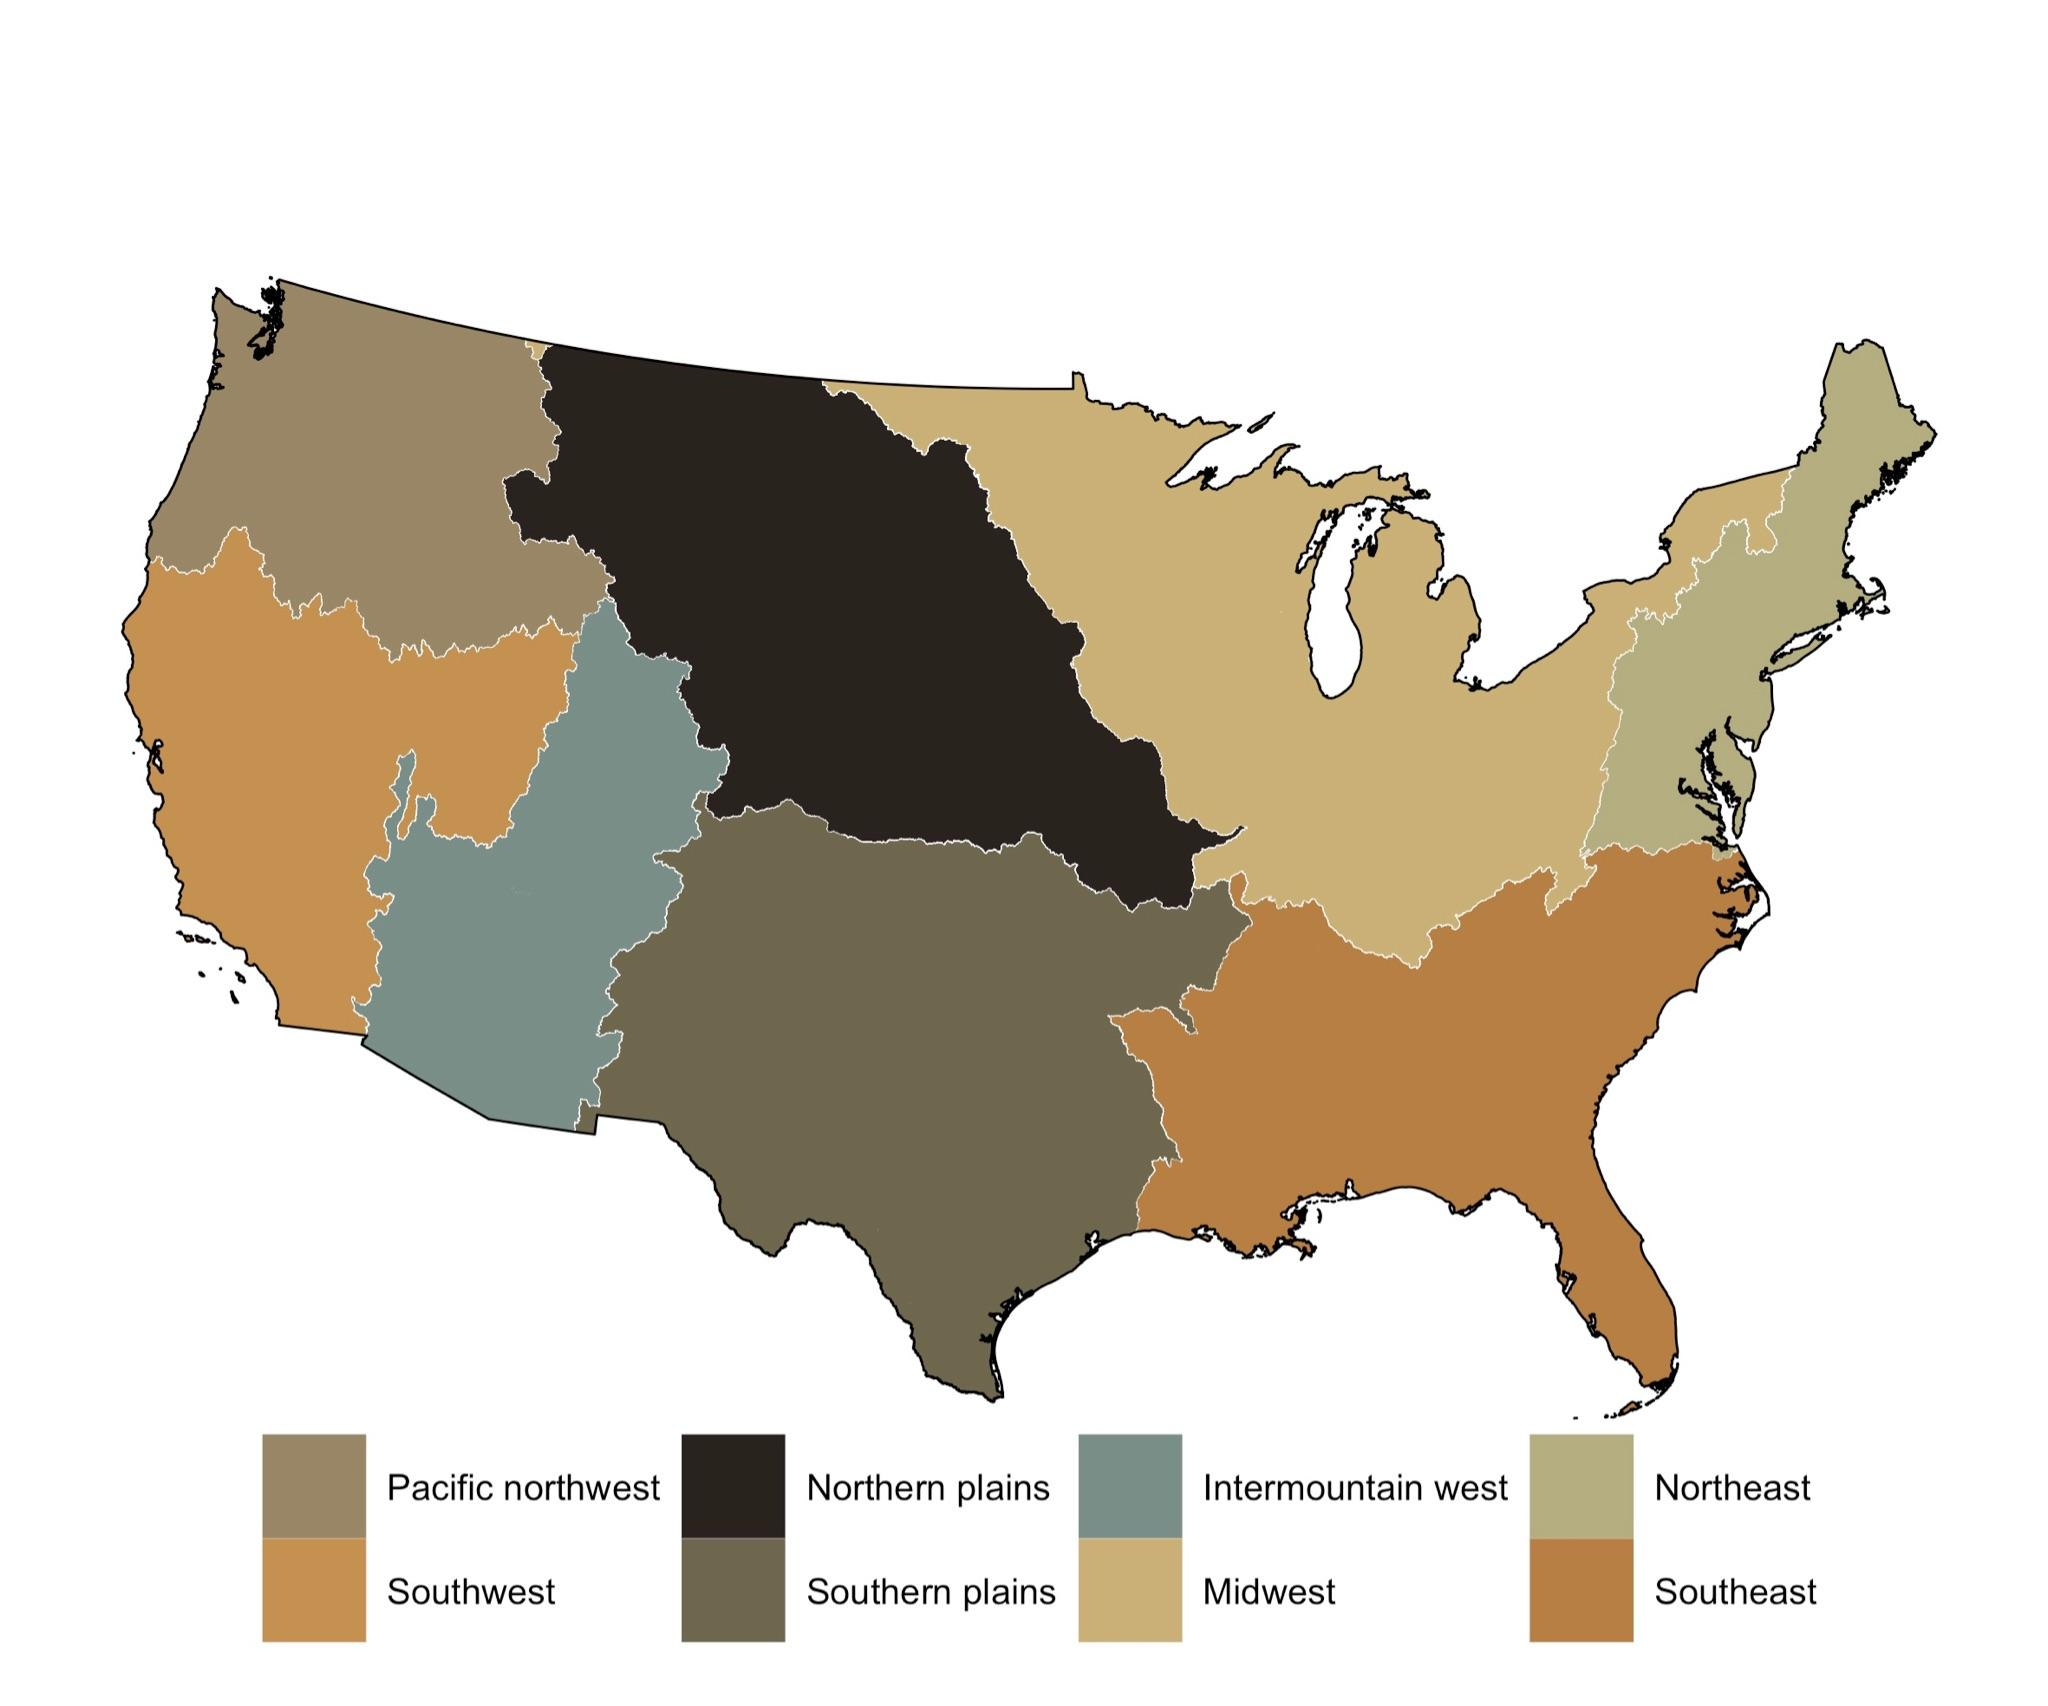 Pacific northwest
Northern plains
Intermountain west
Northeast
Southwest
Southern plains
Midwest
Southeast